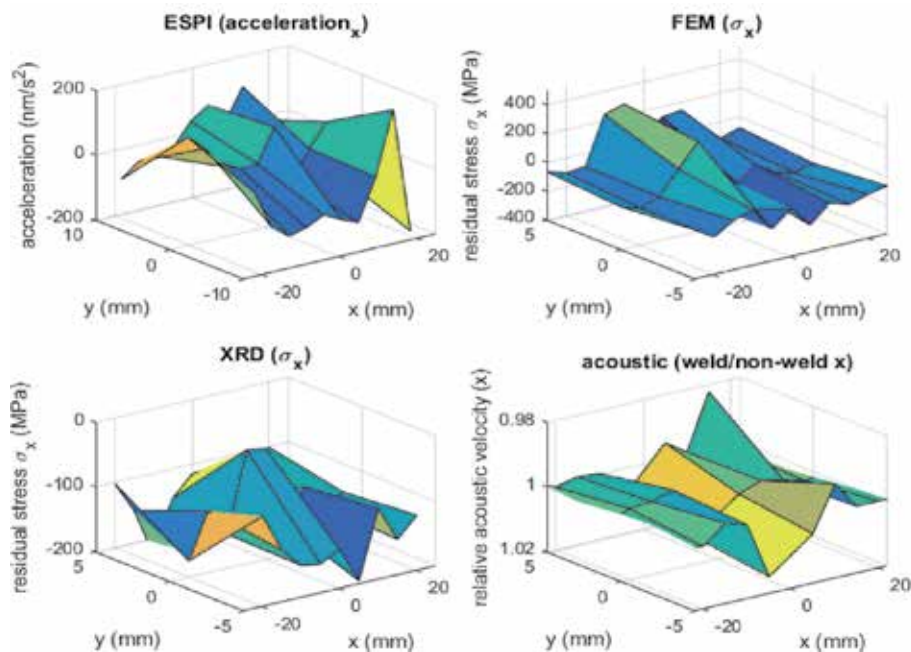 ESPI (acceleration_x)
acceloeration (nm/s²)
200
0
-200
10
0
-10
y (mm)
-20
0
20
x (mm)
FEM (σ_x)
residual stress σ_x (MPa)
400
200
0
-200
-400
5
0
-5
y (mm)
-20
0
20
x (mm)
XRD (σ_x)
residual stress σ_x (MPa)
0
-100
-200
5
0
-5
y (mm)
-20
0
20
x (mm)
acoustic (weld/non-weld x)
relative acoustic velocity (x)
0.98
1
1.02
5
0
-5
y (mm)
-20
0
20
x (mm)